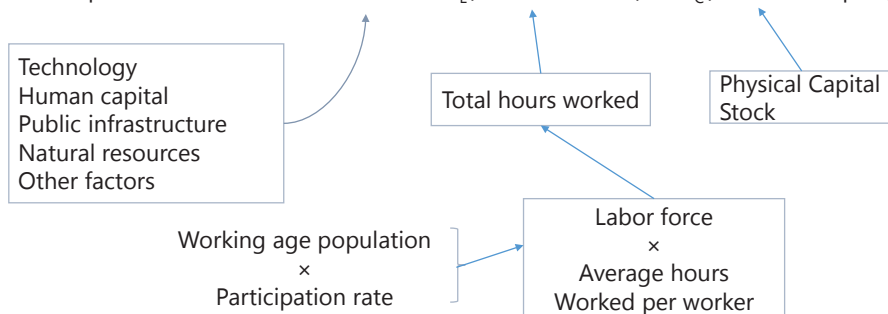 Technology
Human capital
Public infrastructure
Natural resources
Other factors
Total hours worked
Physical Capital
Stock
Working age population
×
Participation rate
Labor force
×
Average hours
Worked per worker